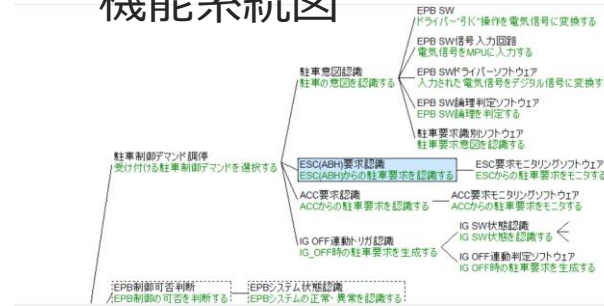 機能系統図
EPB SW
ドライバー“引く”操作を電気信号に変換する
EPB SW信号入力回路
電気信号をMPUに入力する
駐車意図認識
駐車の意図を認識する
EPB SWドライバーソフトウェア
入力された電気信号をデジタル信号に変換す
EPB SW論理判定ソフトウェア
EPB SW論理を判定する
駐車要求識別ソフトウェア
駐車要求意図を認識する
駐車制御デマンド調停
受け付ける駐車制御デマンドを選択する
ESC(ABH)要求認識
ESC(ABH)からの駐車要求を認識する
ESC要求モニタリングソフトウェア
ESCからの駐車要求をモニタする
ACC要求認識
ACCからの駐車要求を認識する
ACC要求モニタリングソフトウェア
ACCからの駐車要求をモニタする
IG OFF連動トリガ認識
IG_OFF時の駐車要求を生成する
IG SW状態認識
IG SW状態を認識する
IG OFF連動判定ソフトウェア
IG OFF時の駐車要求を生成する
EPB制御可否判断
EPB制御の可否を判断する
EPBシステム状態認識
EPBシステムの正常・異常を認識する